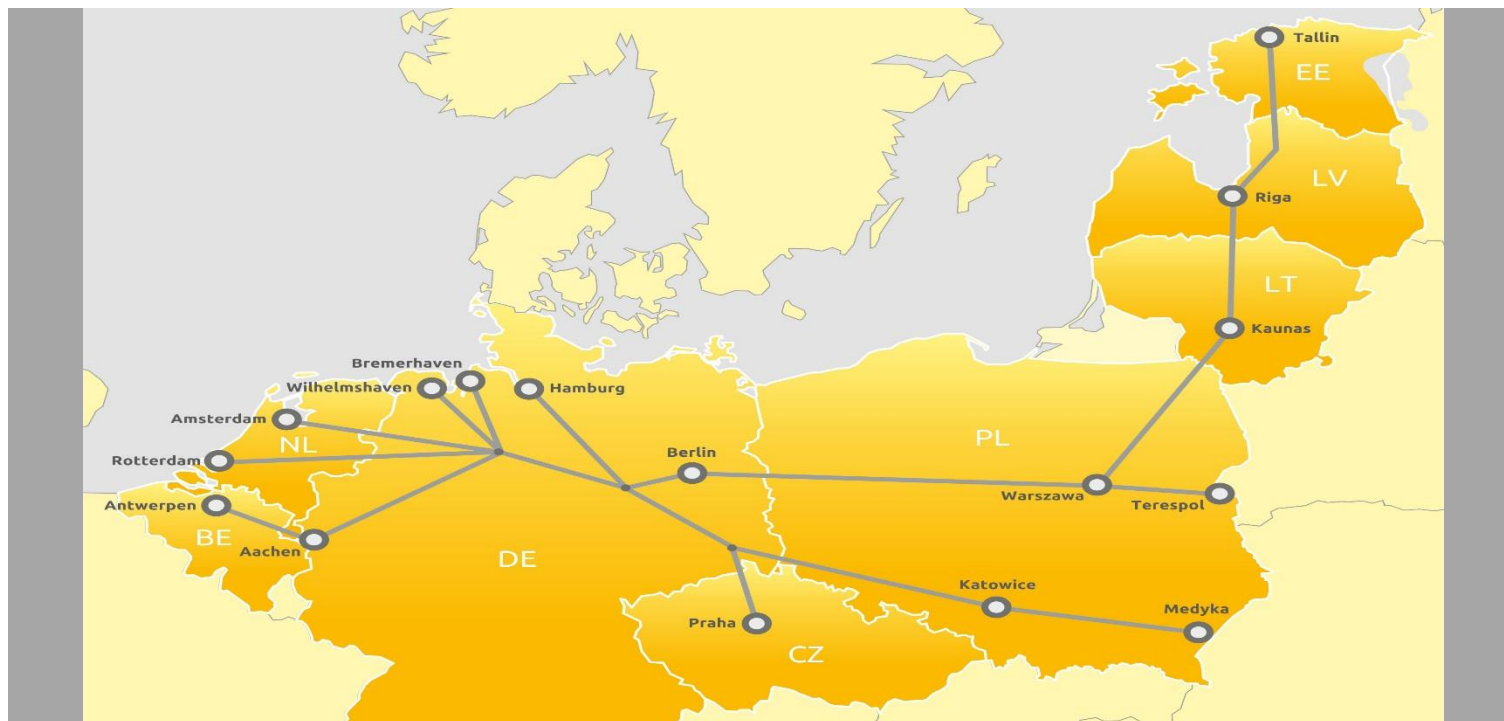 Tallin
EE
LV
Riga
LT
Kaunas
Bremerhaven
Wilhelmshaven
Hamburg
Amsterdam
NL
PL
Rotterdam
Berlin
Warszawa
Terespol
Antwerpen
BE
Aachen
DE
Katowice
Medyka
Praha
CZ